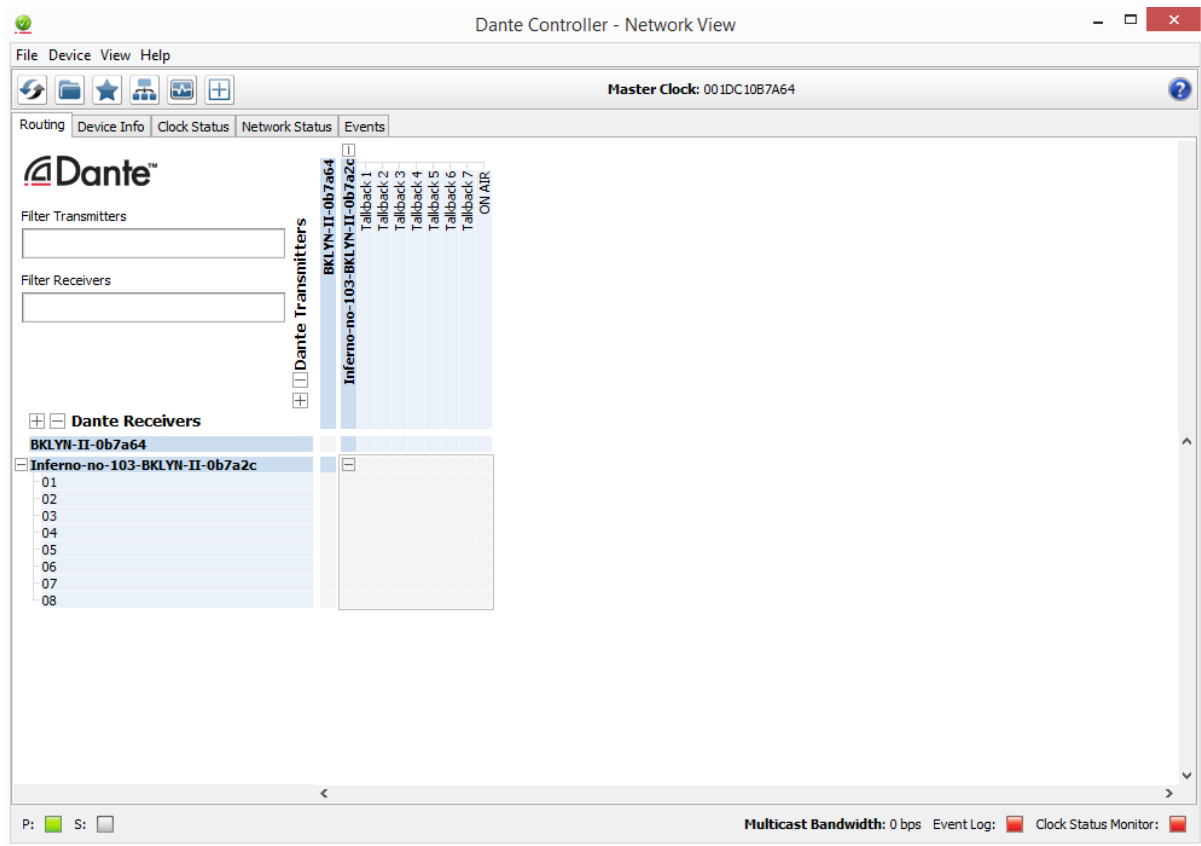 Dante Controller - Network View
File Device View Help
Master Clock: 001DC10B7A64
Routing Device Info Clock Status Network Status Events
Dante™
Filter Transmitters
Filter Receivers
Dante Transmitters
BKLYN-II-0b7a64
Inferno-no-103-BKLYN-II-0b7a2c
Talkback 1
Talkback 2
Talkback 3
Talkback 4
Talkback 5
Talkback 6
Talkback 7
ON AIR
Dante Receivers
BKLYN-II-0b7a64
Inferno-no-103-BKLYN-II-0b7a2c
01
02
03
04
05
06
07
08
P: S: Multicast Bandwidth: 0 bps Event Log: Clock Status Monitor: